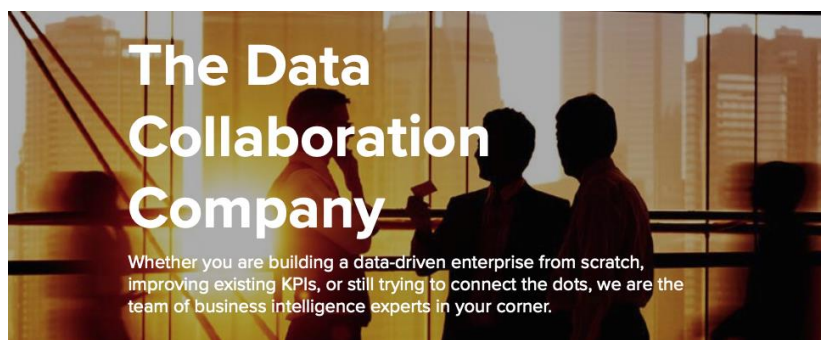 The Data
Collaboration
Company
Whether you are building a data-driven enterprise from scratch,
improving existing KPIs, or still trying to connect the dots, we are the
team of business intelligence experts in your corner.